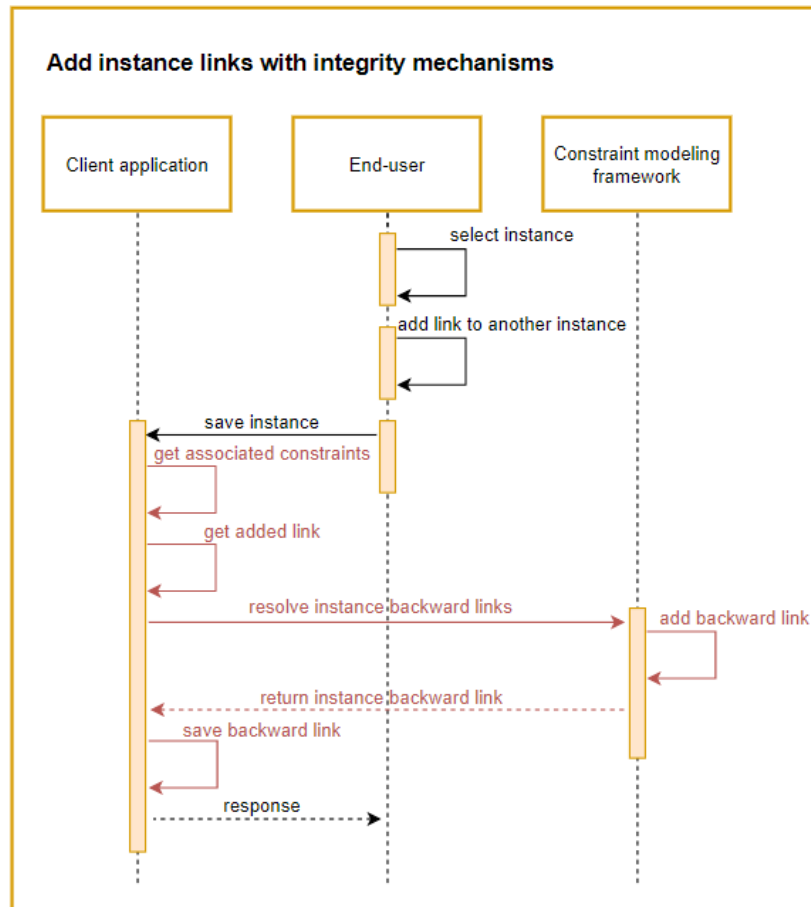 Add instance links with integrity mechanisms
Client application
End-user
Constraint modeling
framework
select instance
add link to another instance
save instance
get associated constraints
get added link
resolve instance backward links
add backward link
return instance backward link
save backward link
response